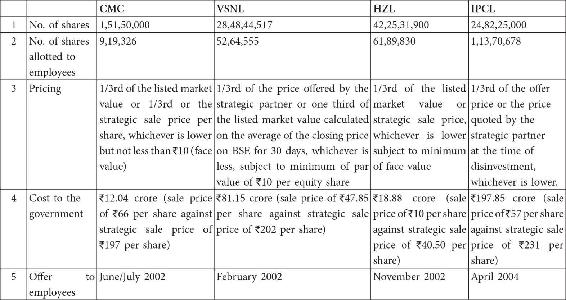 CMC VSNL HZL IPCL
1 No. of shares 1,51,50,000 28,48,44,517 42,25,31,900 24,82,25,000
2 No. of shares 9,19,326 52,64,555 61,89,830 1,13,70,678
allotted to
employees
3 Pricing 1/3rd of the listed market 1/3rd of the price offered by the 1/3rd of the listed 1/3rd of the offer
value or 1/3rd or the strategic partner or one third of market value or price or the price
strategic sale price per the listed market value calculated strategic sale price, quoted by the
share, whichever is lower on the average of the closing price whichever is lower strategic partner
but not less than ₹10 (face on BSE for 30 days, whichever is subject to minimum at the time of
value) less, subject to minimum of par of face value disinvestment,
value of ₹10 per equity share whichever is lower.
4 Cost to the ₹12.04 crore (sale price ₹81.15 crore (sale price of ₹47.85 ₹18.88 crore (sale ₹197.85 crore (sale
government of ₹66 per share against per share against strategic sale price of ₹10 per share price of ₹57 per share
strategic sale price of price of ₹202 per share) against strategic sale against strategic sale
₹197 per share) price of ₹40.50 per price of ₹231 per
share) share)
5 Offer to June/July 2002 February 2002 November 2002 April 2004
employees